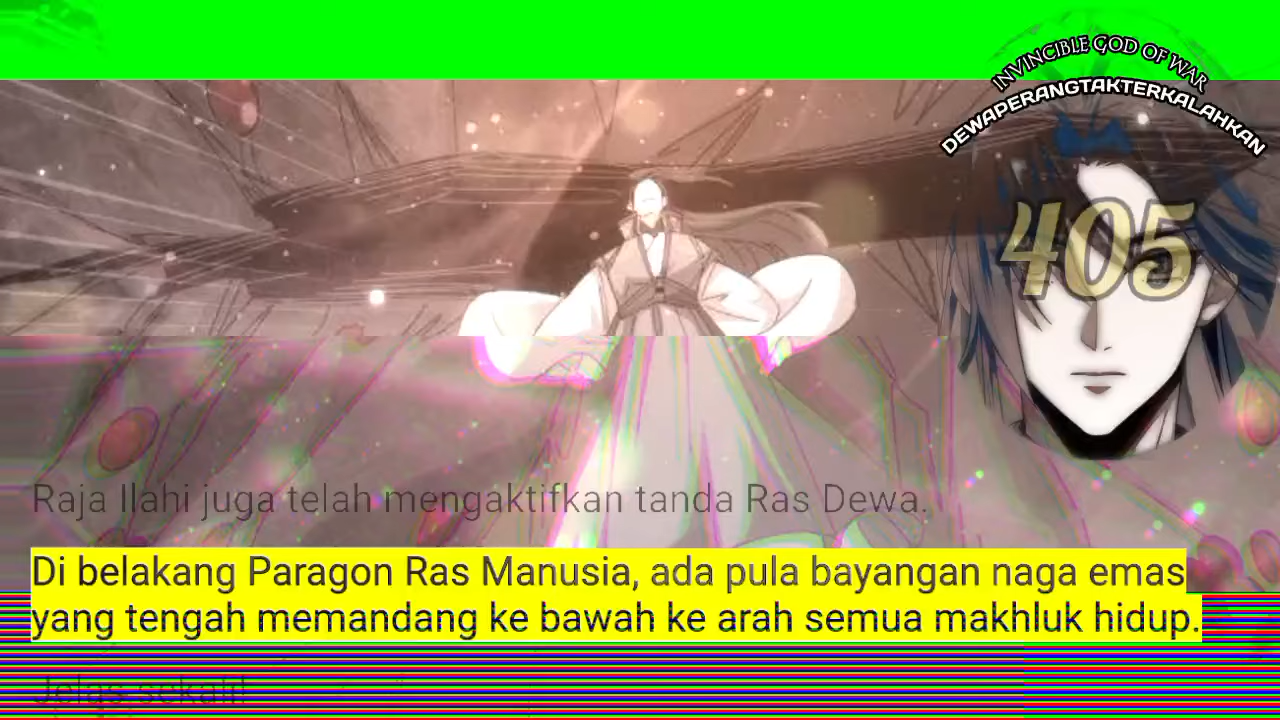 INVINCIBLE GOD OF WAR
DEWAPERANGTAKTERKALAHKAN
405
Raja Ilahi juga telah mengaktifkan tanda Ras Dewa.
Di belakang Paragon Ras Manusia, ada pula bayangan naga emas
yang tengah memandang ke bawah ke arah semua makhluk hidup.
Jelas sekali!